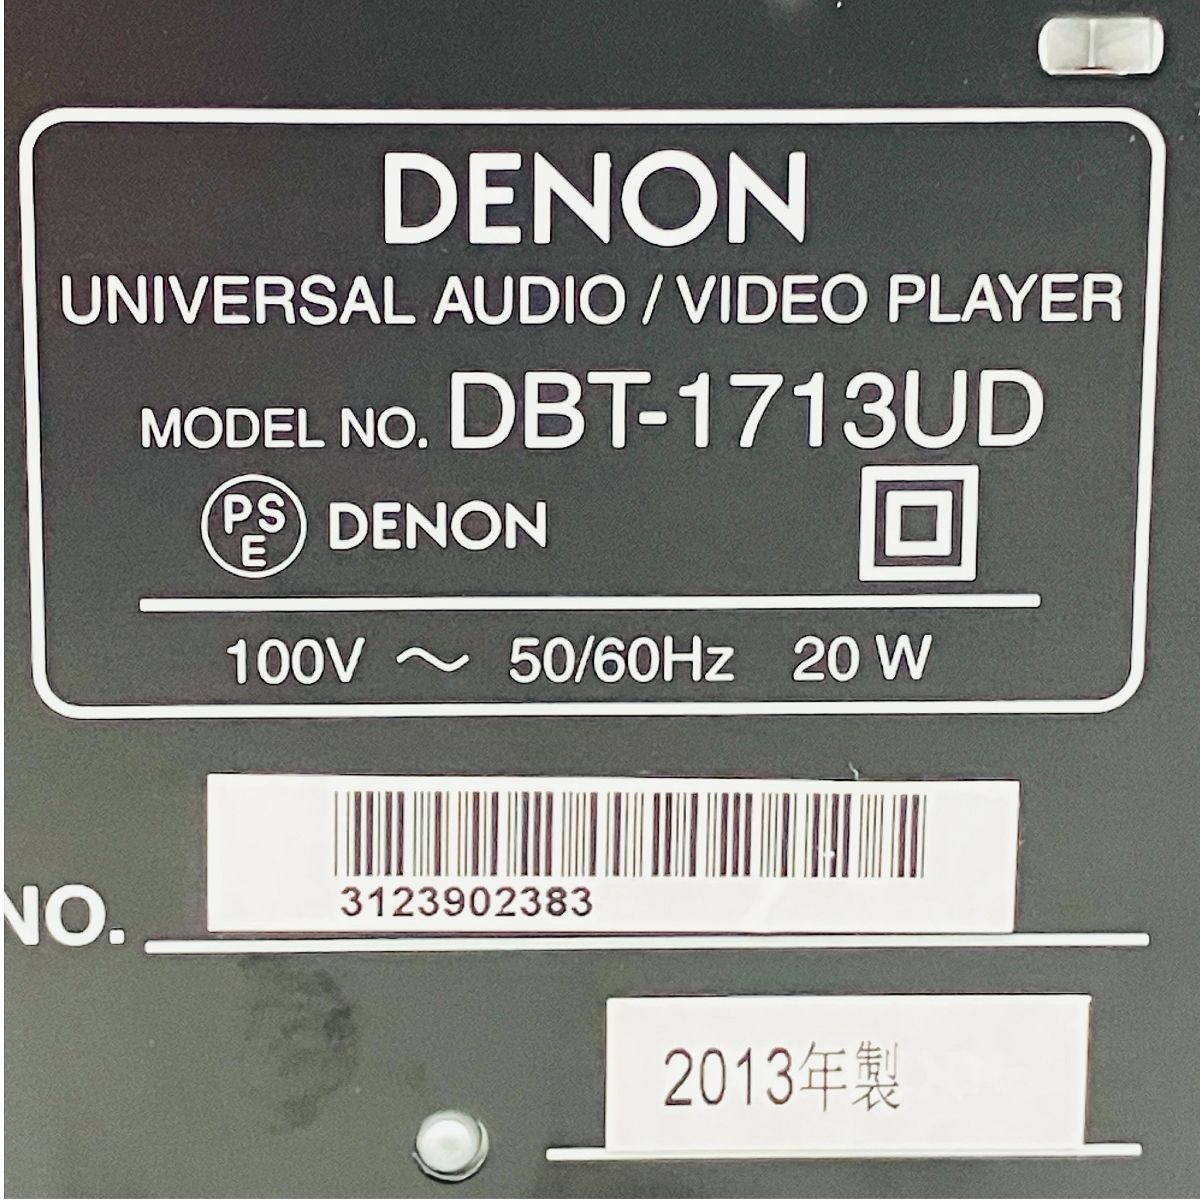 DENON
UNIVERSAL AUDIO / VIDEO PLAYER
MODEL NO. DBT-1713UD
PSE DENON
100V ～ 50/60Hz 20 W
3123902383
NO.
2013年製